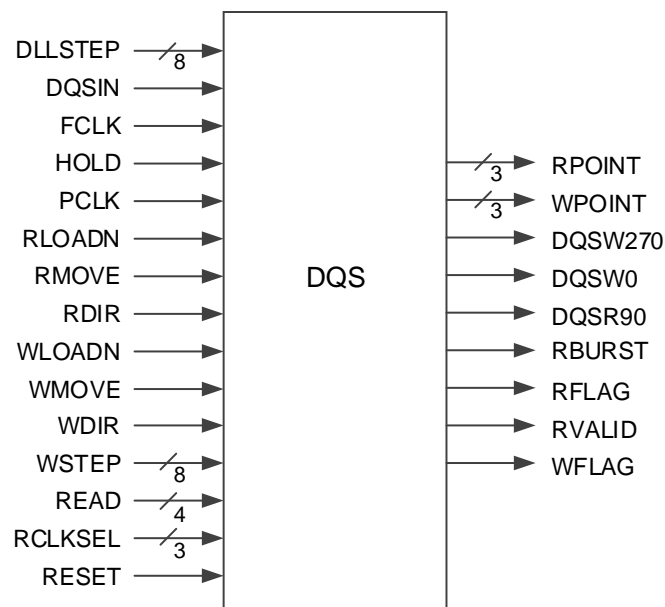 DLLSTEP
8
DQSIN
FCLK
HOLD
PCLK
RLOADN
RMOVE
RDIR
WLOADN
WMOVE
WDIR
WSTEP
8
READ
4
RCLKSEL
3
RESET
DQS
3
RPOINT
3
WPOINT
DQSW270
DQSW0
DQSR90
RBURST
RFLAG
RVALID
WFLAG